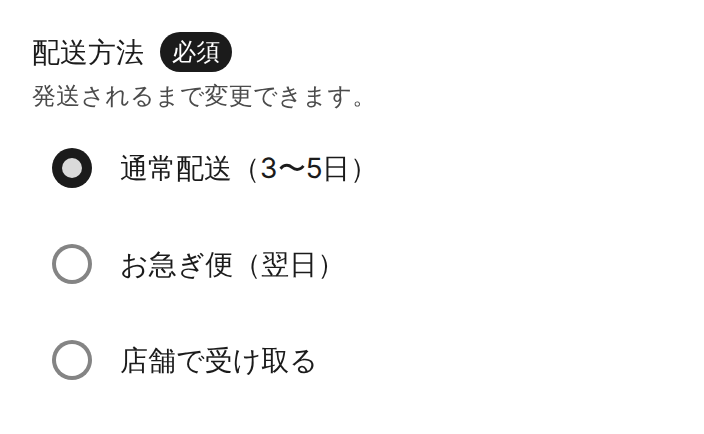 配送方法 必須
発送されるまで変更できます。
通常配送（3〜5日）
お急ぎ便（翌日）
店舗で受け取る